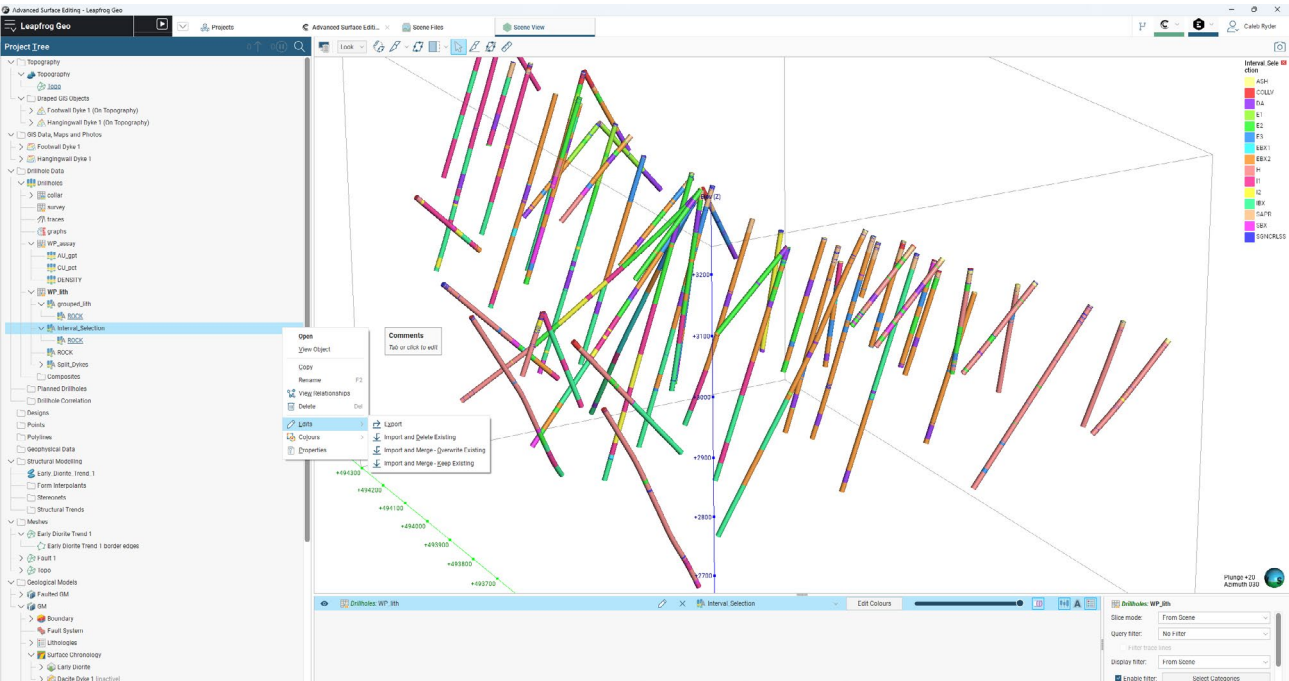 Advanced Surface Editing - Leapfrog Geo
Leapfrog Geo
Projects
Advanced Surface Editi...
Scene Files
Scene View
Caleb Ryder
Project Tree
Look
Topography
Topography
Topo
Draped GIS Objects
Footwall Dyke 1 (On Topography)
Hangingwall Dyke 1 (On Topography)
GIS Data, Maps and Photos
Footwall Dyke 1
Hangingwall Dyke 1
Drillhole Data
Drillholes
collar
survey
traces
graphs
WP_assay
AU_gpt
CU_pct
DENSITY
WP_lith
grouped_lith
ROCK
Interval_Selection
ROCK
ROCK
Split_Dykes
Composites
Planned Drillholes
Drillhole Correlation
Designs
Points
Polylines
Geophysical Data
Structural Modelling
Early_Diorite_Trend_1
Form Interpolants
Stereonets
Structural Trends
Meshes
Early Diorite Trend 1
Early Diorite Trend 1 border edges
Fault 1
Topo
Geological Models
Faulted GM
GM
Boundary
Fault System
Lithologies
Surface Chronology
Early Diorite
Dacite Dyke 1 [inactive]
Open
View Object
Copy
Rename F2
View Relationships
Delete Del
Edits
Colours
Properties
Comments
Tab or click to edit
Export
Import and Delete Existing
Import and Merge - Overwrite Existing
Import and Merge - Keep Existing
Elev (Z)
+3200
+3100
+3000
+2900
+2800
+2700
+494300
+494200
+494100
+494000
+493900
+493800
+493700
Interval_Sele
ction
ASH
COLLV
DA
E1
E2
E3
EBX1
EBX2
H
I1
I2
IBX
SAPR
SBX
SGNCRLSS
Plunge +20
Azimuth 030
Drillholes: WP_lith
Interval_Selection
Edit Colours
Drillholes: WP_lith
Slice mode: From Scene
Query filter: No Filter
Filter trace lines
Display filter: From Scene
Enable filter: Select Categories